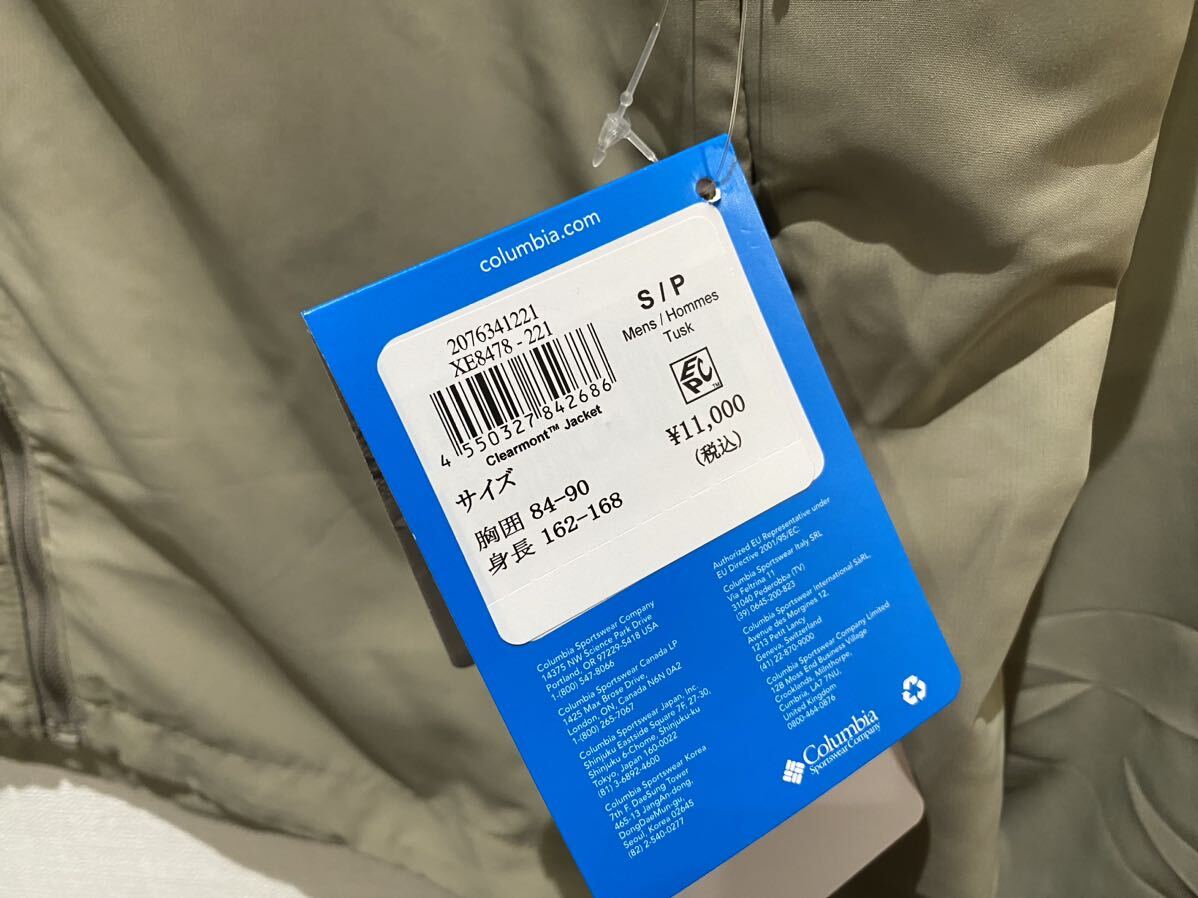 columbia.com
2076341221
XE8478 - 221
4 550327 842686
Clearmont™ Jacket
S / P
Mens / Hommes
Tusk
EPC™
¥11,000
(税込)
サイズ
胸囲 84-90
身長 162-168
Columbia Sportswear Company
14375 NW Science Park Drive
Portland, OR 97229-5418 USA
1-(800) 547-8066
Columbia Sportswear Canada LP
1425 Max Brose Drive,
London, ON, Canada N6N 0A2
1-(800) 265-7067
Columbia Sportswear Japan, Inc.
Shinjuku Eastside Square 7F, 27-30,
Shinjuku 6-Chome, Shinjuku-ku
Tokyo, Japan 160-0022
(81) 3-6892-4600
Columbia Sportswear Korea
7th F. DaeSung Tower
465-13 JangAn-dong,
DongDaeMun-gu,
Seoul, Korea 02645
(82) 2-540-0277
Authorized EU Representative under
EU Directive 2001/95/EC:
Columbia Sportswear Italy SRL
Via Feltrina 11
31040 Pederobba (TV)
(39) 0645-200-823
Columbia Sportswear International SàRL,
Avenue des Morgines 12,
1213 Petit Lancy
Geneva, Switzerland
(41) 22-870-9000
Columbia Sportswear Company Limited
12B Moss End Business Village
Crooklands, Milnthorpe,
Cumbria, LA7 7NU,
United Kingdom
0800-464-0876
Columbia
Sportswear Company